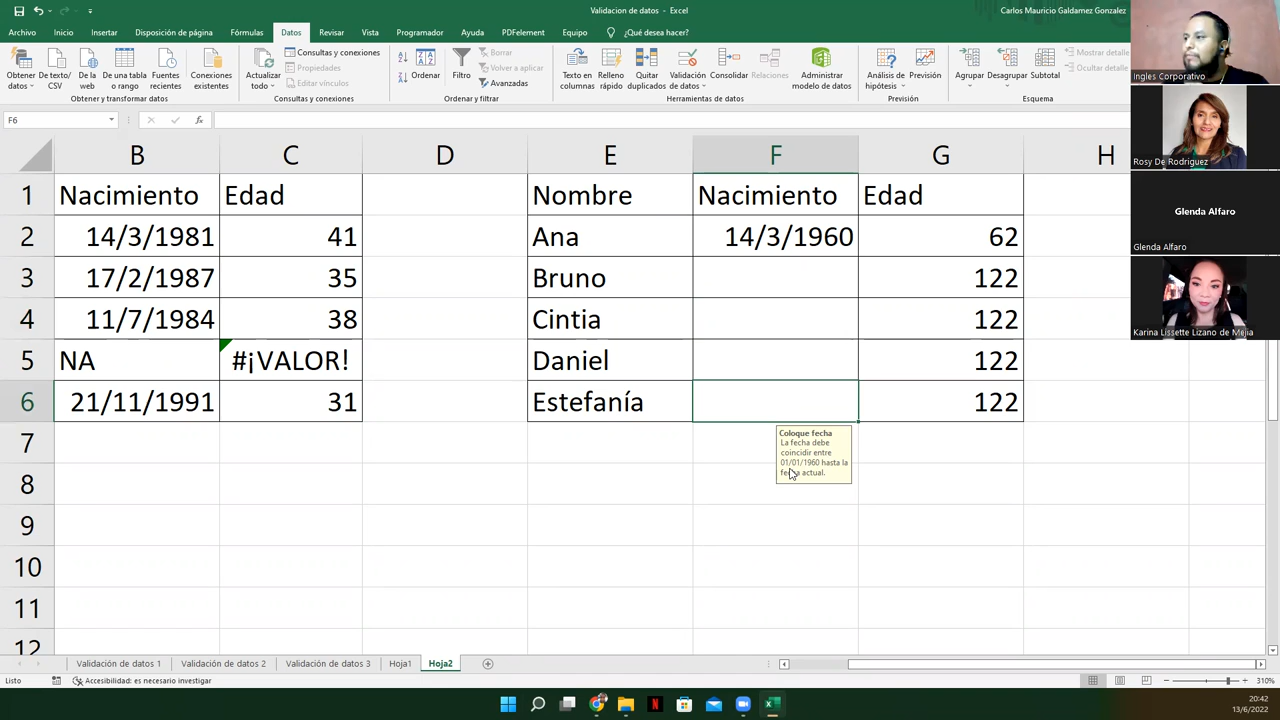 Validacion de datos - Excel
Carlos Mauricio Galdamez Gonzalez
Archivo Inicio Insertar Disposición de página Fórmulas Datos Revisar Vista Programador Ayuda PDFelement Equipo ¿Qué desea hacer?
Obtener datos
De texto/CSV
De la web
De una tabla o rango
Fuentes recientes
Conexiones existentes
Obtener y transformar datos
Actualizar todo
Consultas y conexiones
Propiedades
Editar vínculos
Consultas y conexiones
Ordenar
Filtro
Borrar
Volver a aplicar
Avanzadas
Ordenar y filtrar
Texto en columnas
Relleno rápido
Quitar duplicados
Validación de datos
Consolidar
Relaciones
Administrar modelo de datos
Herramientas de datos
Análisis de hipótesis
Previsión
Previsión
Agrupar
Desagrupar
Subtotal
Mostrar detalle
Ocultar detalle
Esquema
F6
B C D E F G H
1 Nacimiento Edad Nombre Nacimiento Edad
2 14/3/1981 41 Ana 14/3/1960 62
3 17/2/1987 35 Bruno 122
4 11/7/1984 38 Cintia 122
5 NA #¡VALOR! Daniel 122
6 21/11/1991 31 Estefanía 122
7
8
9
10
11
12
Coloque fecha
La fecha debe
coincidir entre
01/01/1960 hasta la
fecha actual.
Ingles Corporativo
Rosy De Rodriguez
Glenda Alfaro
Glenda Alfaro
Karina Lissette Lizano de Mejia
Validación de datos 1 Validación de datos 2 Validación de datos 3 Hoja1 Hoja2
Listo Accesibilidad: es necesario investigar 310%
20:42
13/6/2022